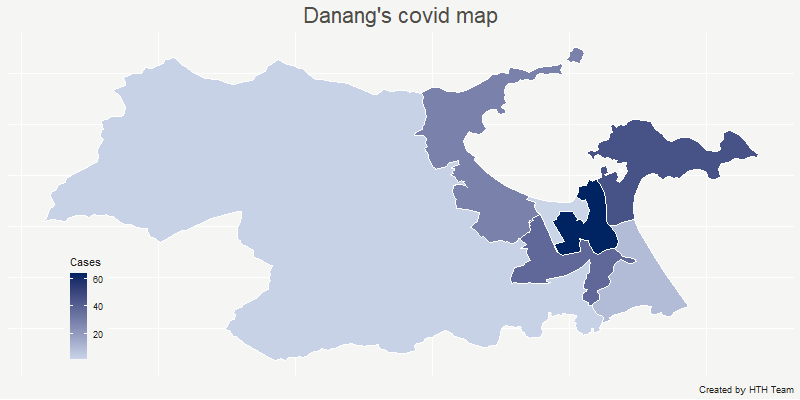 Danang's covid map
Cases
60
40
20
Created by HTH Team